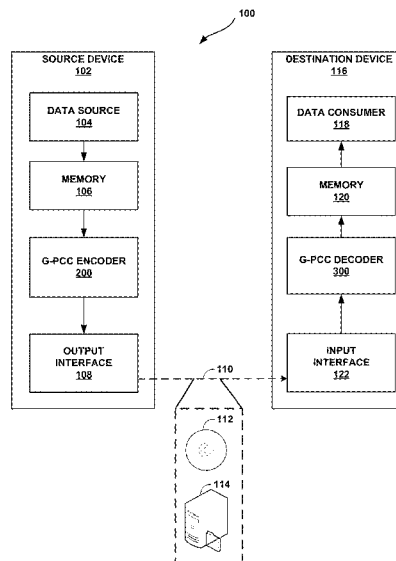 100
SOURCE DEVICE
102
DATA SOURCE
104
MEMORY
106
G-PCC ENCODER
200
OUTPUT
INTERFACE
108
DESTINATION DEVICE
116
DATA CONSUMER
118
MEMORY
120
G-PCC DECODER
300
INPUT
INTERFACE
122
110
112
114